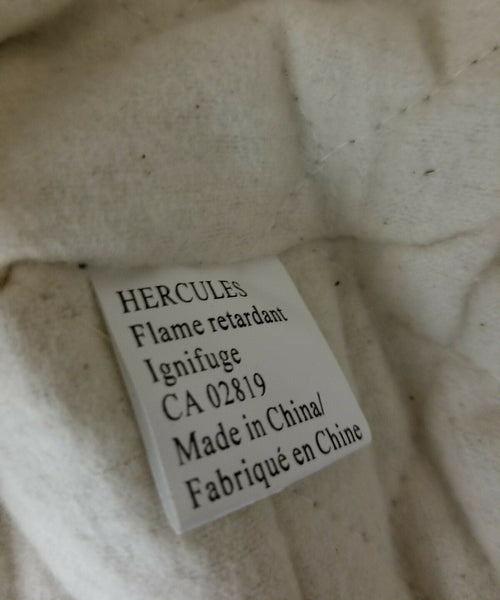 HERCULES
Flame retardant
Ignifuge
CA 02819
Made in China/
Fabriqué en Chine